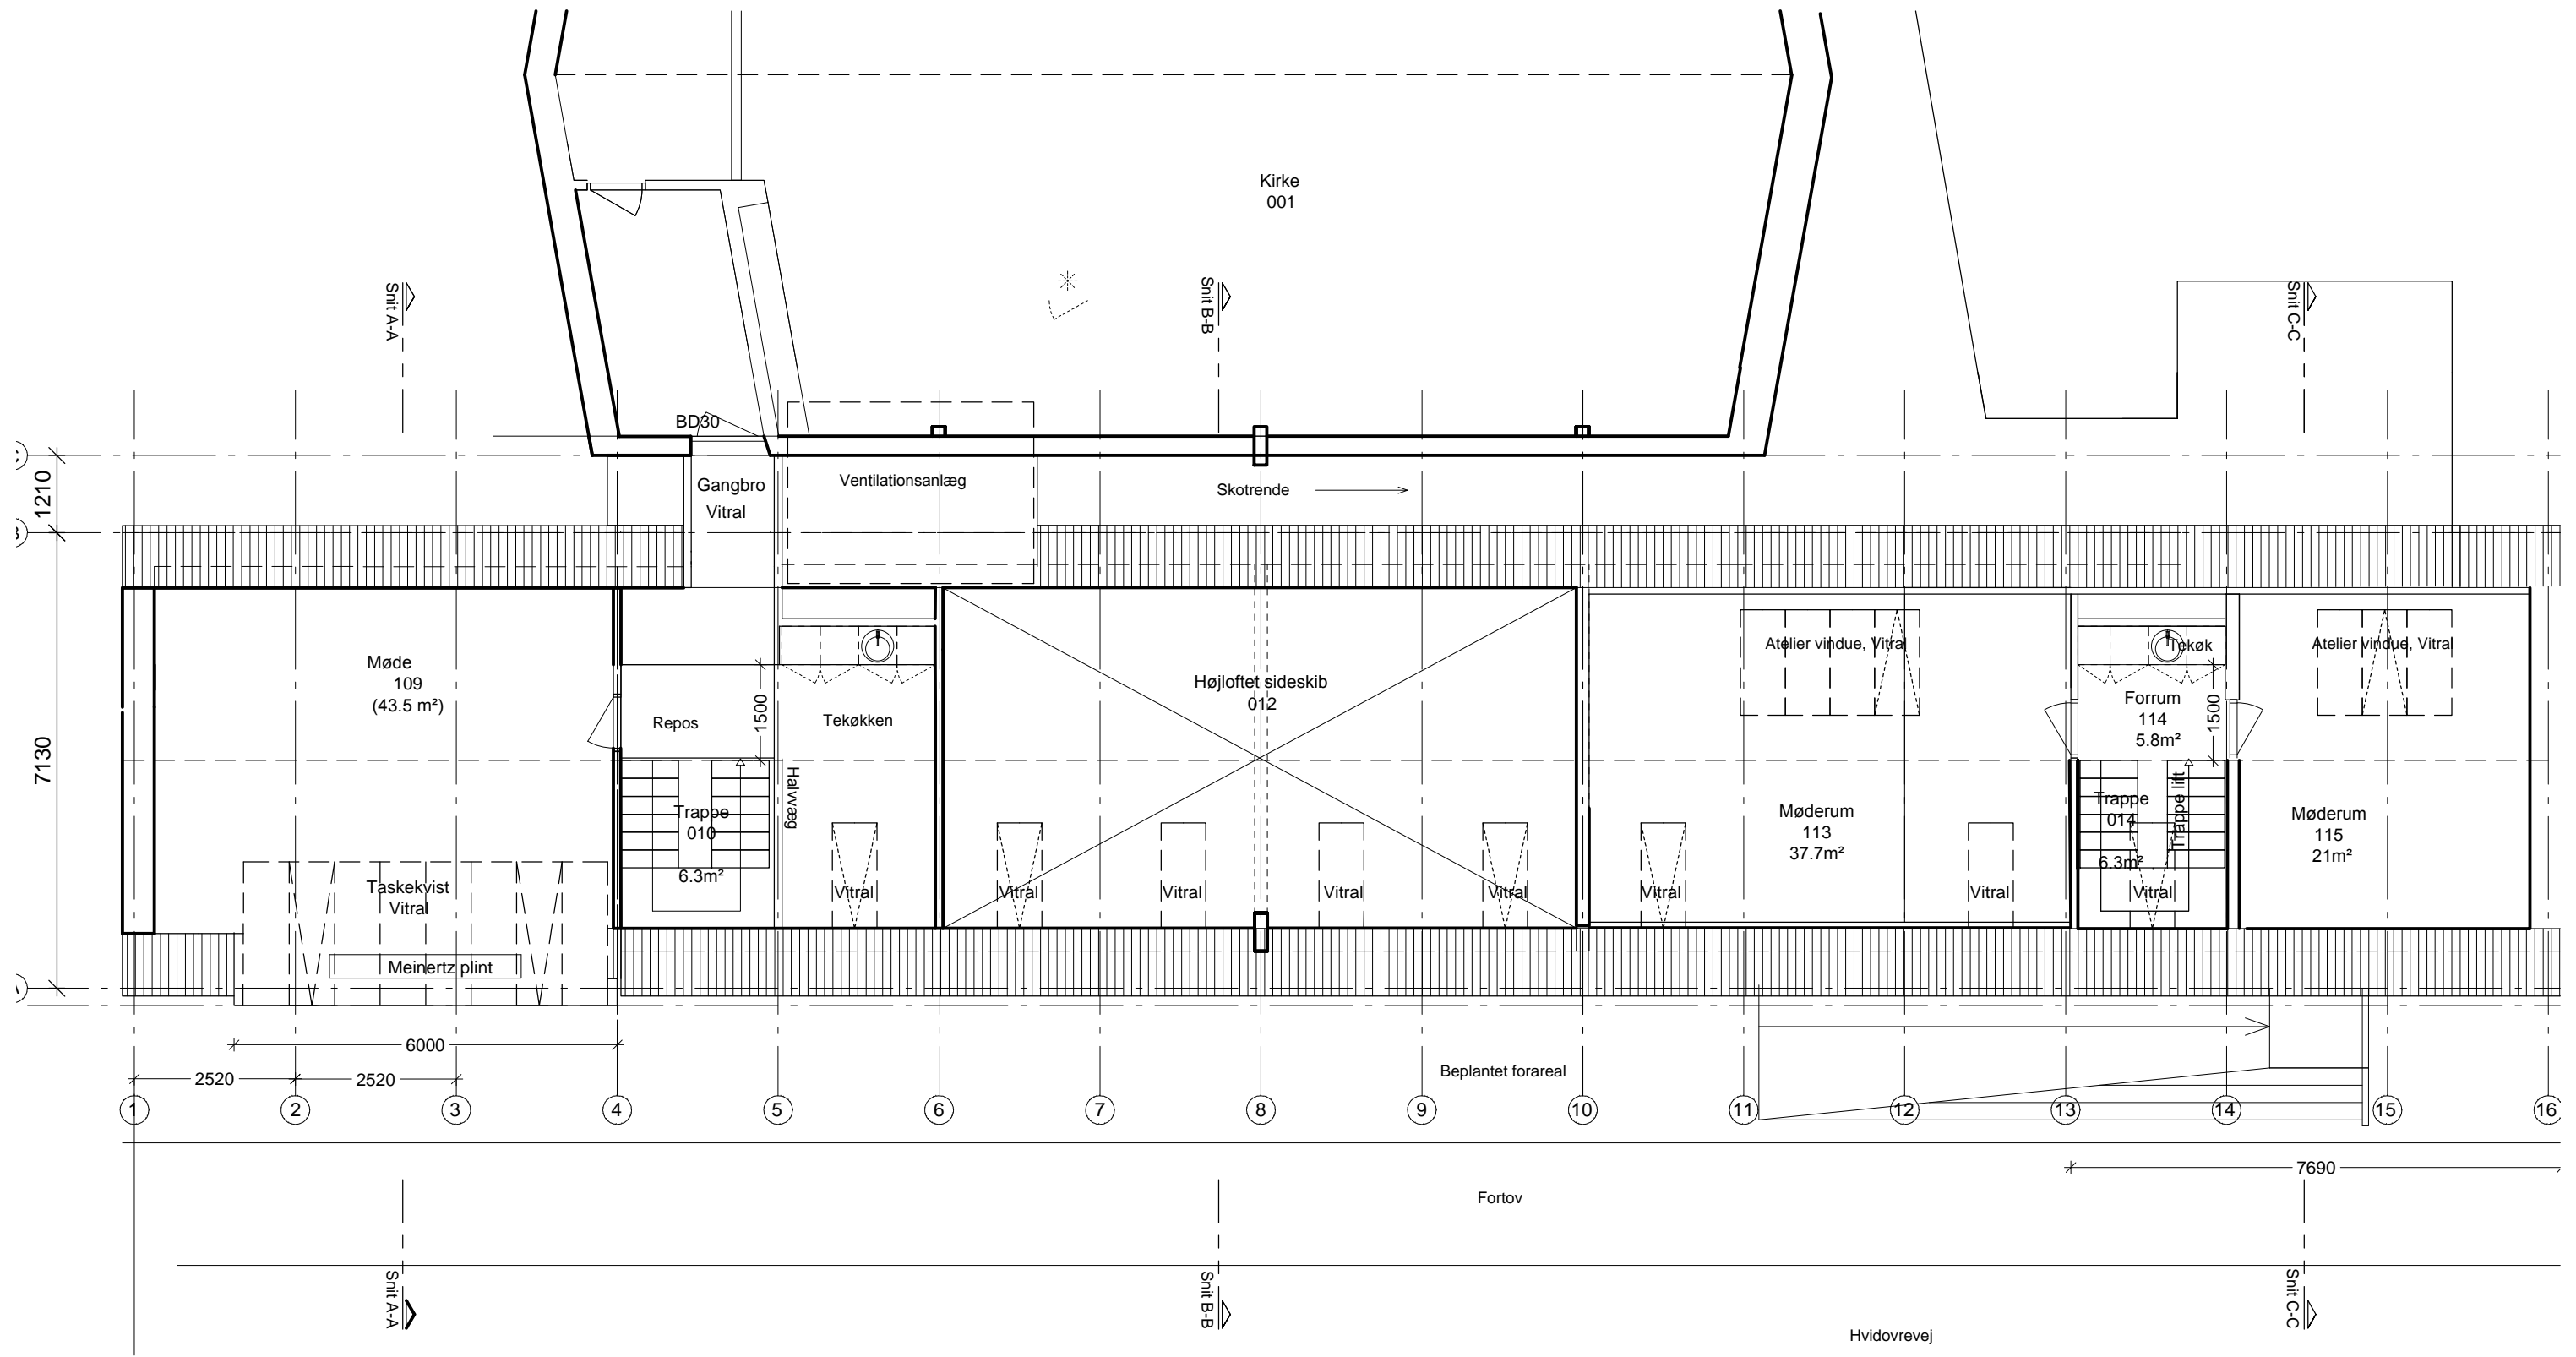 Kirke
001
Snit A-A
Snit B-B
Snit C-C
BD30
C
1210
Gangbro
Vitral
Ventilationsanlæg
Skotrende
B
7130
Møde
109
(43.5 m²)
Repos
1500
Tekøkken
Højloftet sideskib
012
Atelier vindue, Vitral
Tekøk
Atelier vindue, Vitral
Forrum
114
5.8m²
1500
Halvvæg
Trappe
010
6.3m²
Møderum
113
37.7m²
Trappe
014
6.3m²
Trappe lift
Møderum
115
21m²
Taskekvist
Vitral
Vitral
Vitral
Vitral
Vitral
Vitral
Vitral
Vitral
Vitral
Meinertz plint
A
6000
2520
2520
Beplantet forareal
1
2
3
4
5
6
7
8
9
10
11
12
13
14
15
16
7690
Fortov
Snit A-A
Snit B-B
Snit C-C
Hvidovrevej